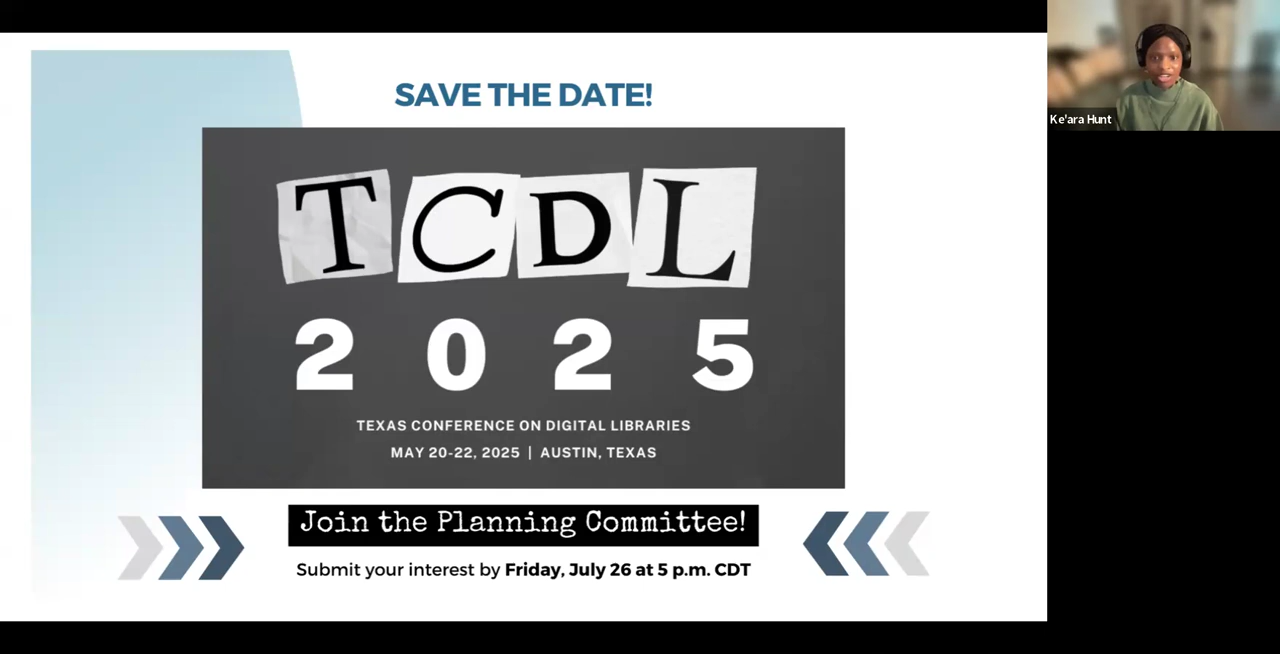 SAVE THE DATE!
TCDL
2025
TEXAS CONFERENCE ON DIGITAL LIBRARIES
MAY 20-22, 2025 | AUSTIN, TEXAS
Join the Planning Committee!
Submit your interest by Friday, July 26 at 5 p.m. CDT
Ke'ara Hunt